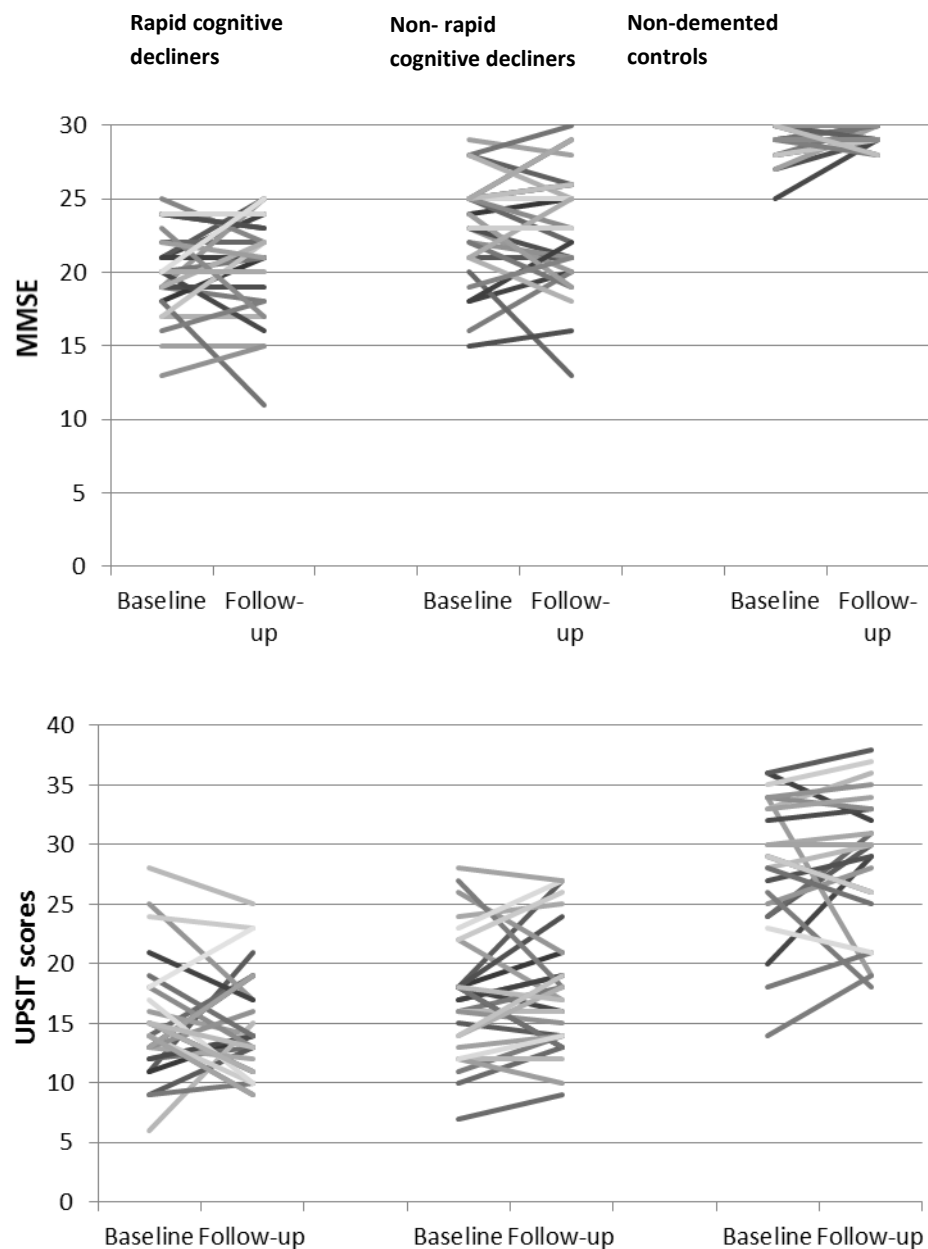 Rapid cognitive
decliners
Non- rapid
cognitive decliners
Non-demented
controls
30
25
20
15
10
5
0
MMSE
Baseline Follow-
up
Baseline Follow-
up
Baseline Follow-
up
40
35
30
25
20
15
10
5
0
UPSIT scores
Baseline Follow-up
Baseline Follow-up
Baseline Follow-up